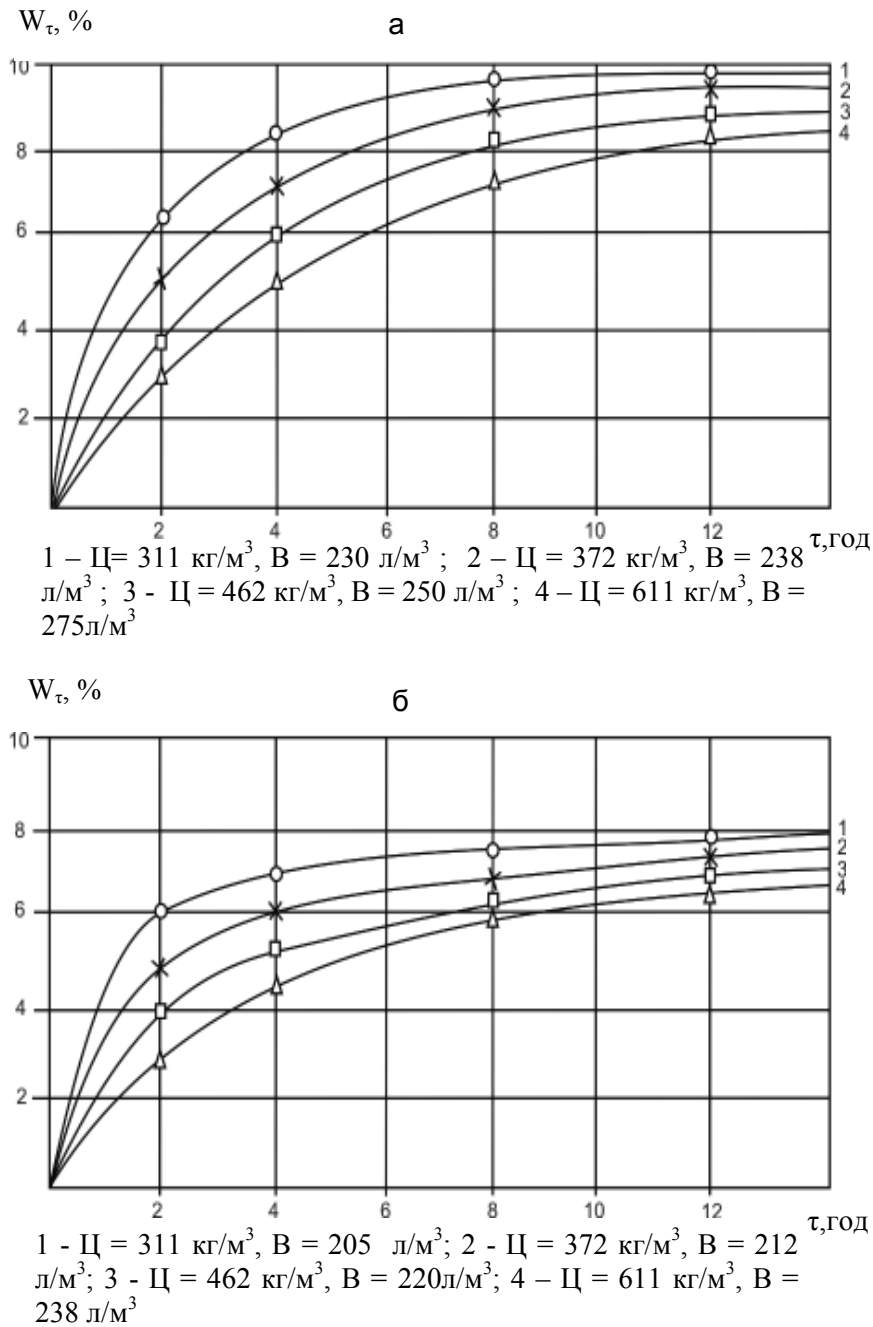 Wτ, %
а
10
8
6
4
2
1
2
3
4
2 4 6 8 10 12 τ,год
1 – Ц= 311 кг/м³, В = 230 л/м³ ; 2 – Ц = 372 кг/м³, В = 238
л/м³ ; 3 - Ц = 462 кг/м³, В = 250 л/м³ ; 4 – Ц = 611 кг/м³, В =
275л/м³
Wτ, %
б
10
8
6
4
2
1
2
3
4
2 4 6 8 10 12 τ,год
1 - Ц = 311 кг/м³, В = 205 л/м³; 2 - Ц = 372 кг/м³, В = 212
л/м³; 3 - Ц = 462 кг/м³, В = 220л/м³; 4 – Ц = 611 кг/м³, В =
238 л/м³